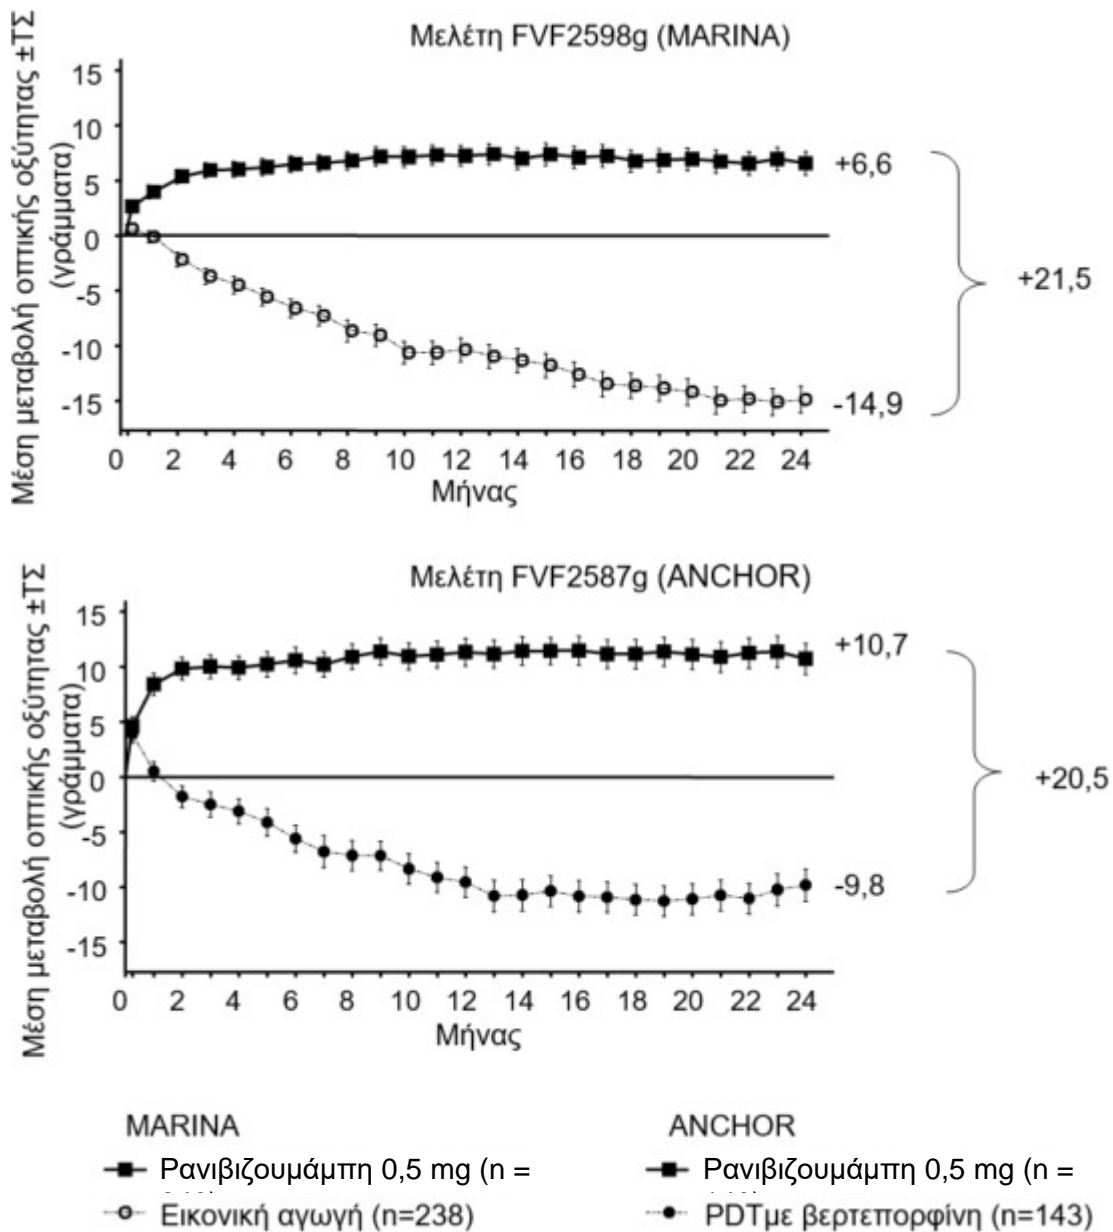 Μελέτη FVF2598g (MARINA)
Μέση μεταβολή οπτικής οξύτητας ±ΤΣ
(γράμματα)
15
10
5
0
-5
-10
-15
+6,6
-14,9
+21,5
0 2 4 6 8 10 12 14 16 18 20 22 24
Μήνας
Μελέτη FVF2587g (ANCHOR)
Μέση μεταβολή οπτικής οξύτητας ±ΤΣ
(γράμματα)
15
10
5
0
-5
-10
-15
+10,7
-9,8
+20,5
0 2 4 6 8 10 12 14 16 18 20 22 24
Μήνας
MARINA
Ρανιβιζουμάμπη 0,5 mg (n =
Εικονική αγωγή (n=238)
ANCHOR
Ρανιβιζουμάμπη 0,5 mg (n =
PDTμε βερτεπορφίνη (n=143)